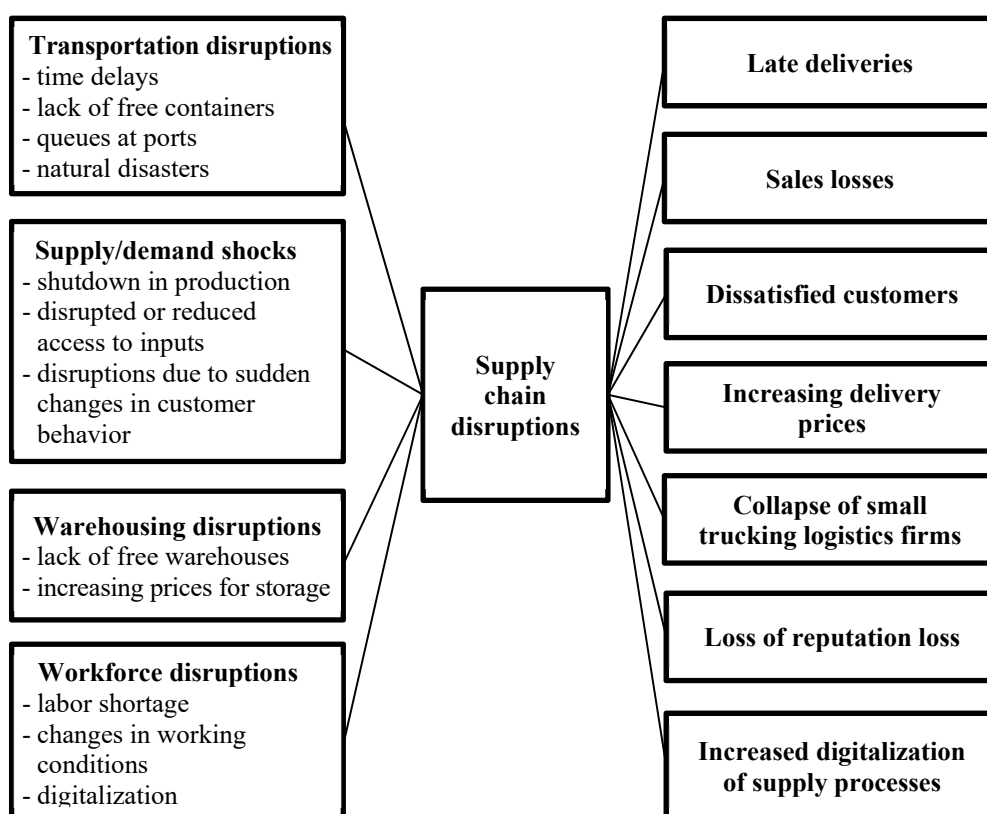 Transportation disruptions
- time delays
- lack of free containers
- queues at ports
- natural disasters
Supply/demand shocks
- shutdown in production
- disrupted or reduced
access to inputs
- disruptions due to sudden
changes in customer
behavior
Warehousing disruptions
- lack of free warehouses
- increasing prices for storage
Workforce disruptions
- labor shortage
- changes in working
conditions
- digitalization
Supply
chain
disruptions
Late deliveries
Sales losses
Dissatisfied customers
Increasing delivery
prices
Collapse of small
trucking logistics firms
Loss of reputation loss
Increased digitalization
of supply processes